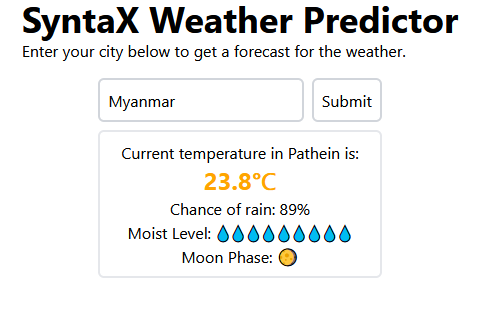 SyntaX Weather Predictor
Enter your city below to get a forecast for the weather.
Myanmar Submit
Current temperature in Pathein is:
23.8°C
Chance of rain: 89%
Moist Level: 💧💧💧💧💧💧💧💧💧
Moon Phase: 🌕